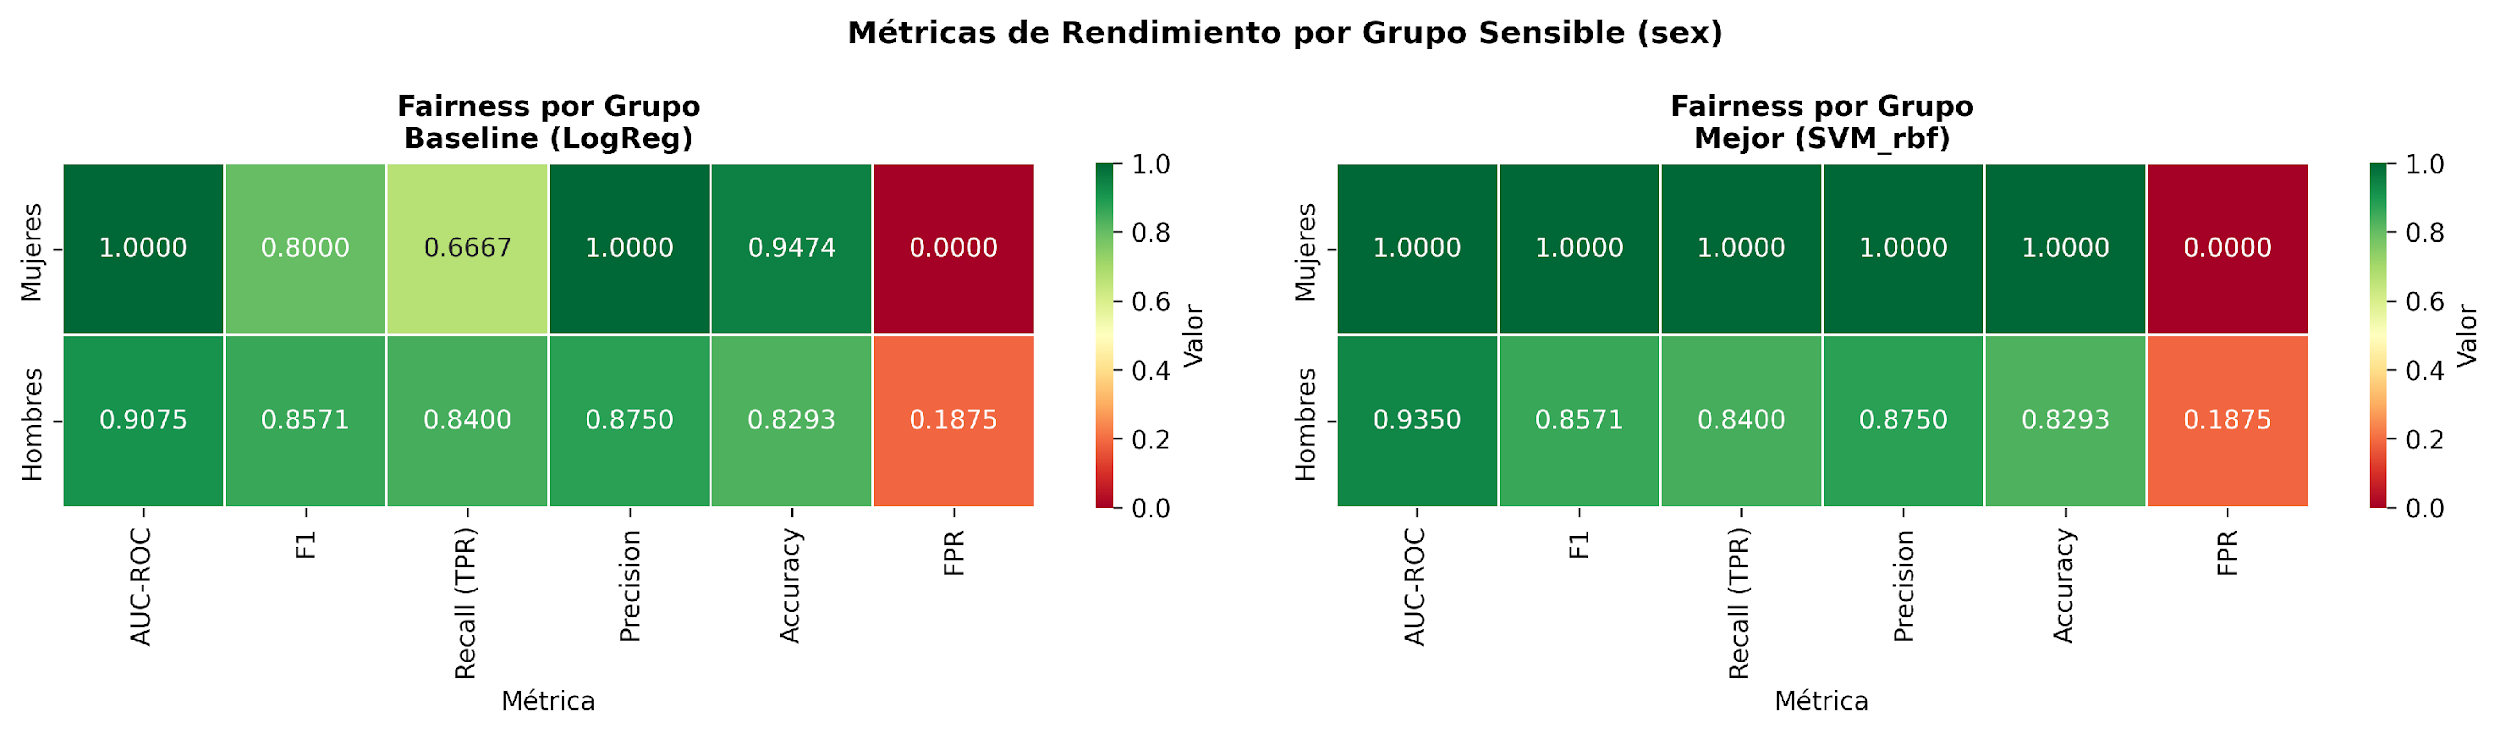 Métricas de Rendimiento por Grupo Sensible (sex)
Fairness por Grupo
Baseline (LogReg)
Mujeres
1.0000 0.8000 0.6667 1.0000 0.9474 0.0000
Hombres
0.9075 0.8571 0.8400 0.8750 0.8293 0.1875
AUC-ROC
F1
Recall (TPR)
Precision
Accuracy
FPR
Métrica
1.0
0.8
0.6
0.4
0.2
0.0
Valor
Fairness por Grupo
Mejor (SVM_rbf)
Mujeres
1.0000 1.0000 1.0000 1.0000 1.0000 0.0000
Hombres
0.9350 0.8571 0.8400 0.8750 0.8293 0.1875
AUC-ROC
F1
Recall (TPR)
Precision
Accuracy
FPR
Métrica
1.0
0.8
0.6
0.4
0.2
0.0
Valor